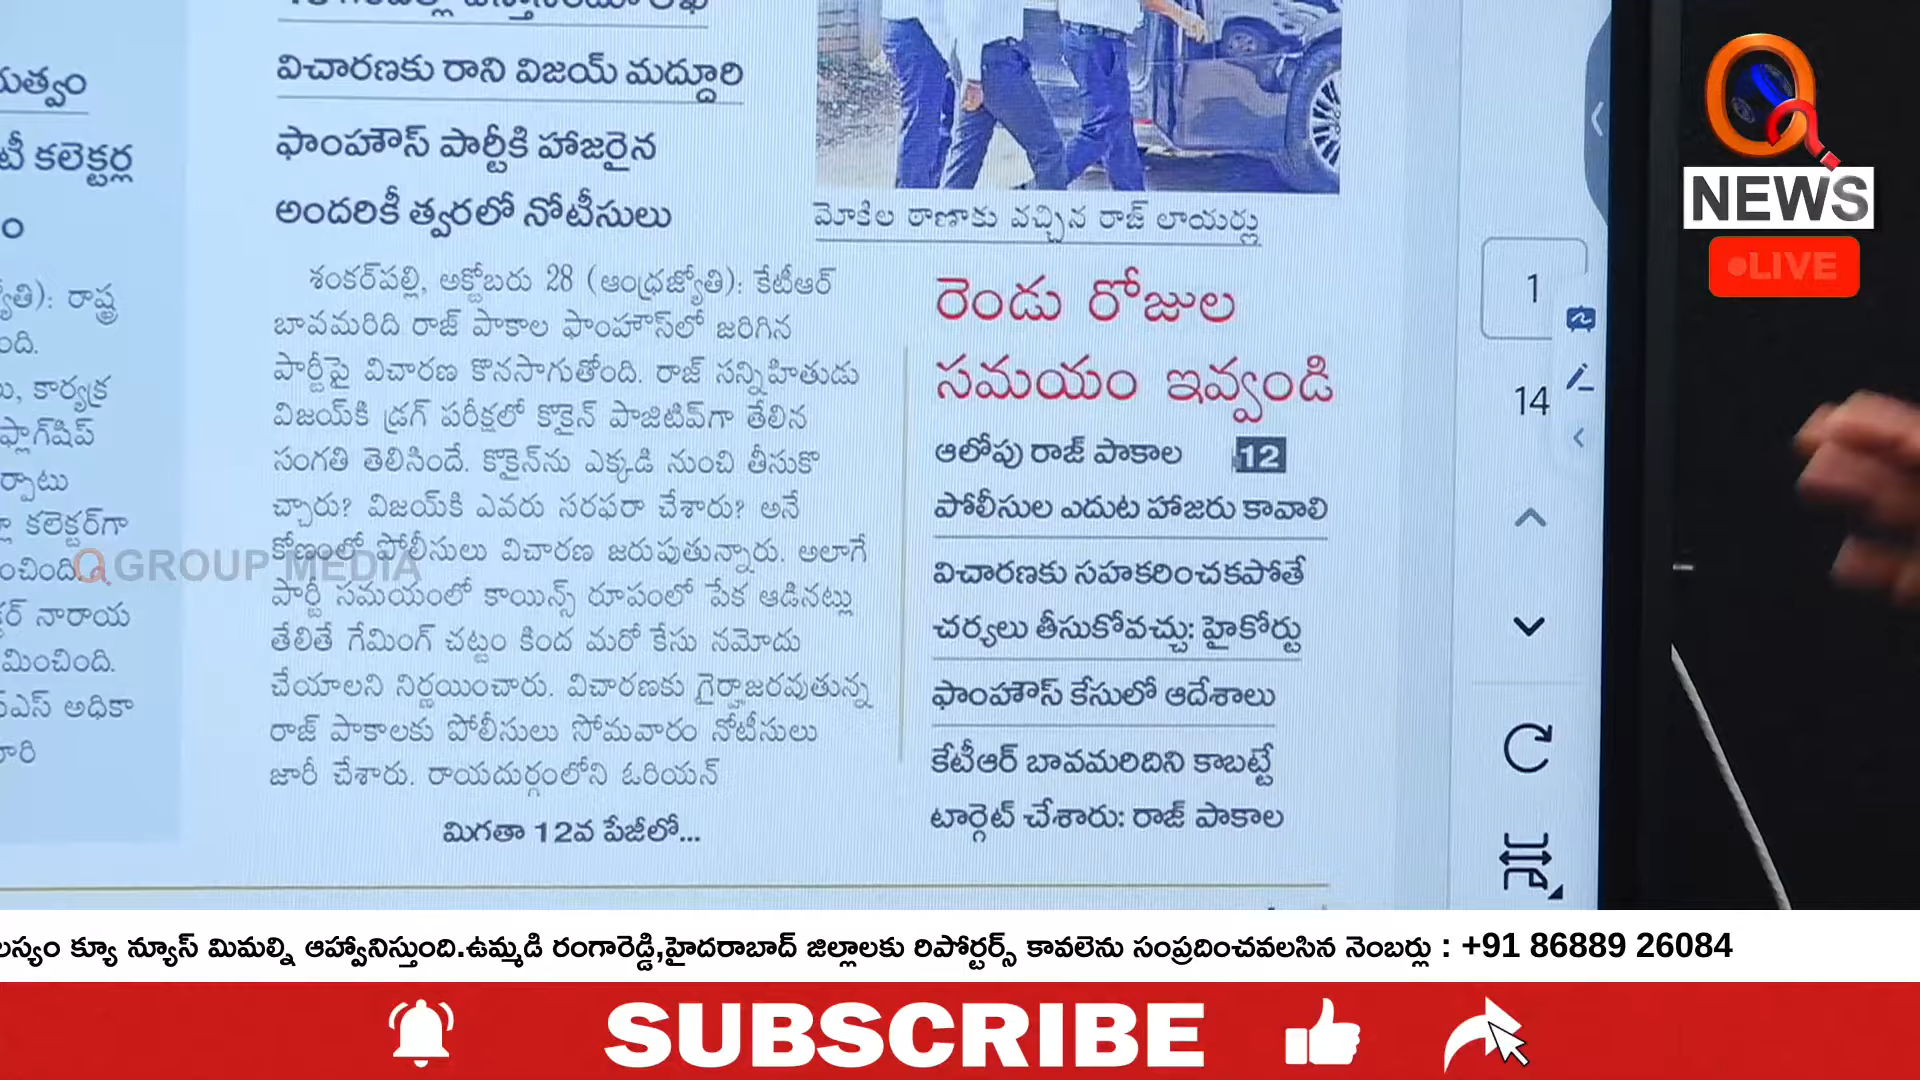 విచారణకు రాని విజయ్ మద్దూరి
ఫాంహౌస్ పార్టీకి హాజరైన
అందరికీ త్వరలో నోటీసులు
శంకర్‌పల్లి, అక్టోబరు 28 (ఆంధ్రజ్యోతి): కేటీఆర్
బావమరిది రాజ్ పాకాల ఫాంహౌస్‌లో జరిగిన
పార్టీపై విచారణ కొనసాగుతోంది. రాజ్ సన్నిహితుడు
విజయ్‌కి డ్రగ్ పరీక్షలో కొకైన్ పాజిటివ్‌గా తేలిన
సంగతి తెలిసిందే. కొకైన్‌ను ఎక్కడి నుంచి తీసుకొ
చ్చారు? విజయ్‌కి ఎవరు సరఫరా చేశారు? అనే
కోణంలో పోలీసులు విచారణ జరుపుతున్నారు. అలాగే
పార్టీ సమయంలో కాయిన్స్ రూపంలో పేక ఆడినట్లు
తేలితే గేమింగ్ చట్టం కింద మరో కేసు నమోదు
చేయాలని నిర్ణయించారు. విచారణకు గైర్హాజరవుతున్న
రాజ్ పాకాలకు పోలీసులు సోమవారం నోటీసులు
జారీ చేశారు. రాయదుర్గంలోని ఓరియన్
మిగతా 12వ పేజీలో...
మోకిల ఠాణాకు వచ్చిన రాజ్ లాయర్లు
రెండు రోజుల
సమయం ఇవ్వండి
ఆలోపు రాజ్ పాకాల 12
పోలీసుల ఎదుట హాజరు కావాలి
విచారణకు సహకరించకపోతే
చర్యలు తీసుకోవచ్చు: హైకోర్టు
ఫాంహౌస్ కేసులో ఆదేశాలు
కేటీఆర్ బావమరిదిని కాబట్టే
టార్గెట్ చేశారు: రాజ్ పాకాల
టీ కలెక్టర్ల
రాష్ట్ర
కార్యక్ర
ఫ్లాగ్‌షిప్
కలెక్టర్‌గా
నారాయ
మించింది.
అధికా
Q GROUP MEDIA
1
14
Q
NEWS
LIVE
క్యూ న్యూస్ మిమల్ని ఆహ్వానిస్తుంది.ఉమ్మడి రంగారెడ్డి,హైదరాబాద్ జిల్లాలకు రిపోర్టర్స్ కావలెను సంప్రదించవలసిన నెంబర్లు : +91 86889 26084
SUBSCRIBE